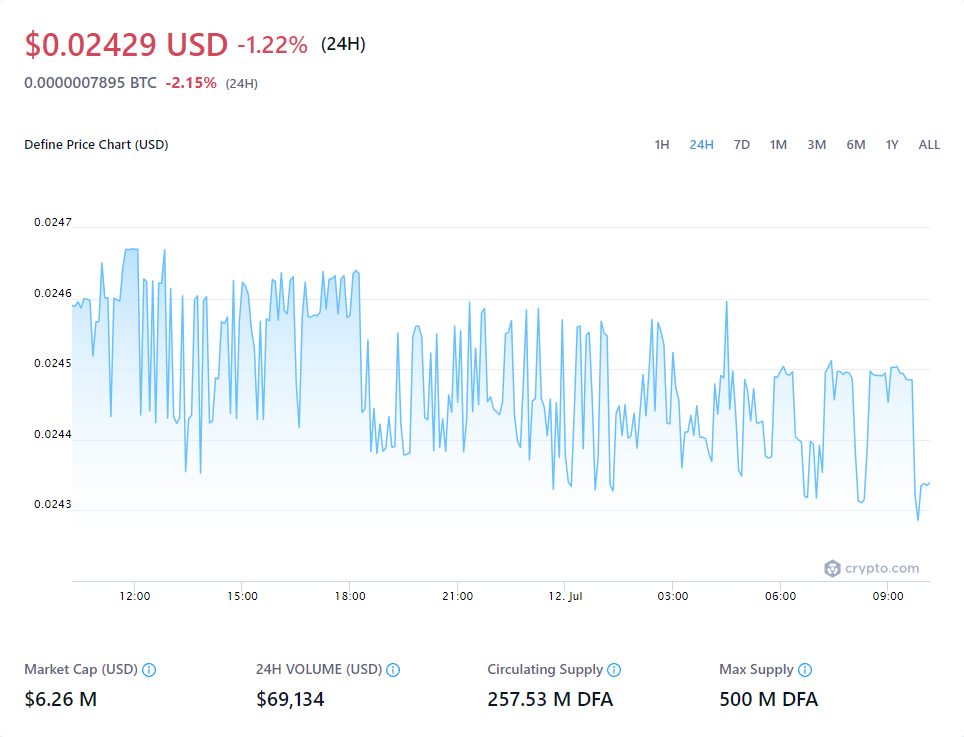 $0.02429 USD -1.22% (24H)
0.0000007895 BTC -2.15% (24H)
Define Price Chart (USD) 1H 24H 7D 1M 3M 6M 1Y ALL
0.0247
0.0246
0.0245
0.0244
0.0243
crypto.com
12:00 15:00 18:00 21:00 12. Jul 03:00 06:00 09:00
Market Cap (USD) 24H VOLUME (USD) Circulating Supply Max Supply
$6.26 M $69,134 257.53 M DFA 500 M DFA